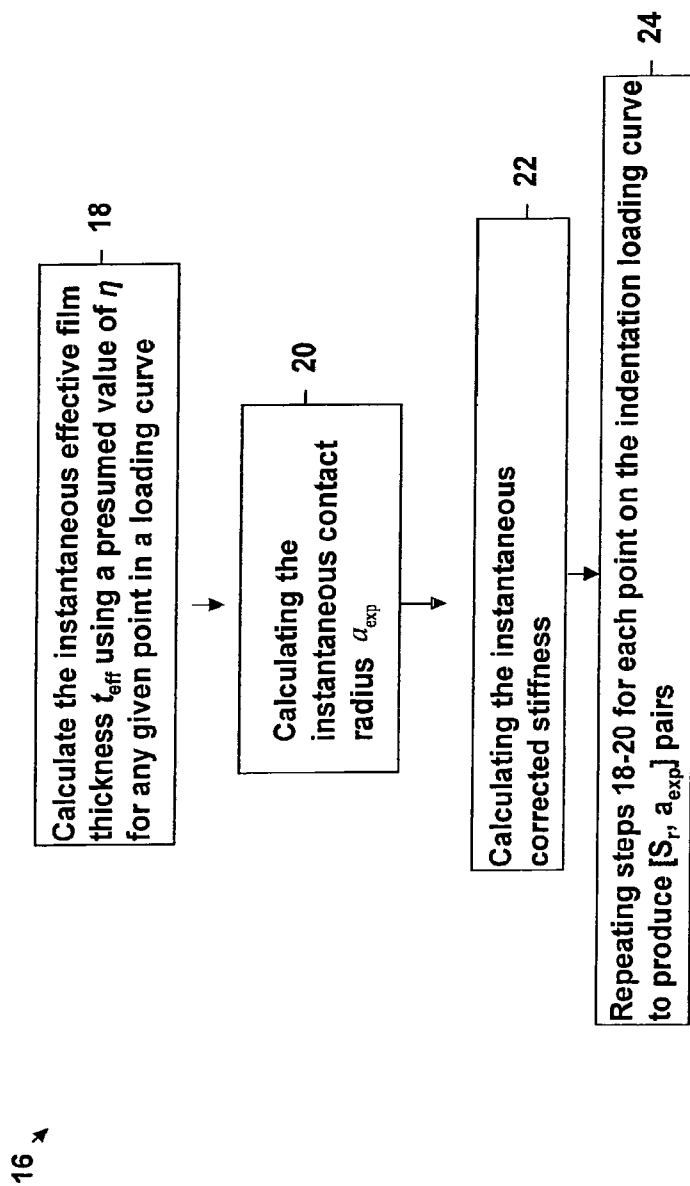 16
Calculate the instantaneous effective film
thickness t_eff using a presumed value of η
for any given point in a loading curve
18
Calculating the
instantaneous contact
radius a_exp
20
Calculating the instantaneous
corrected stiffness
22
Repeating steps 18-20 for each point on the indentation loading curve
to produce [S_r, a_exp] pairs
24